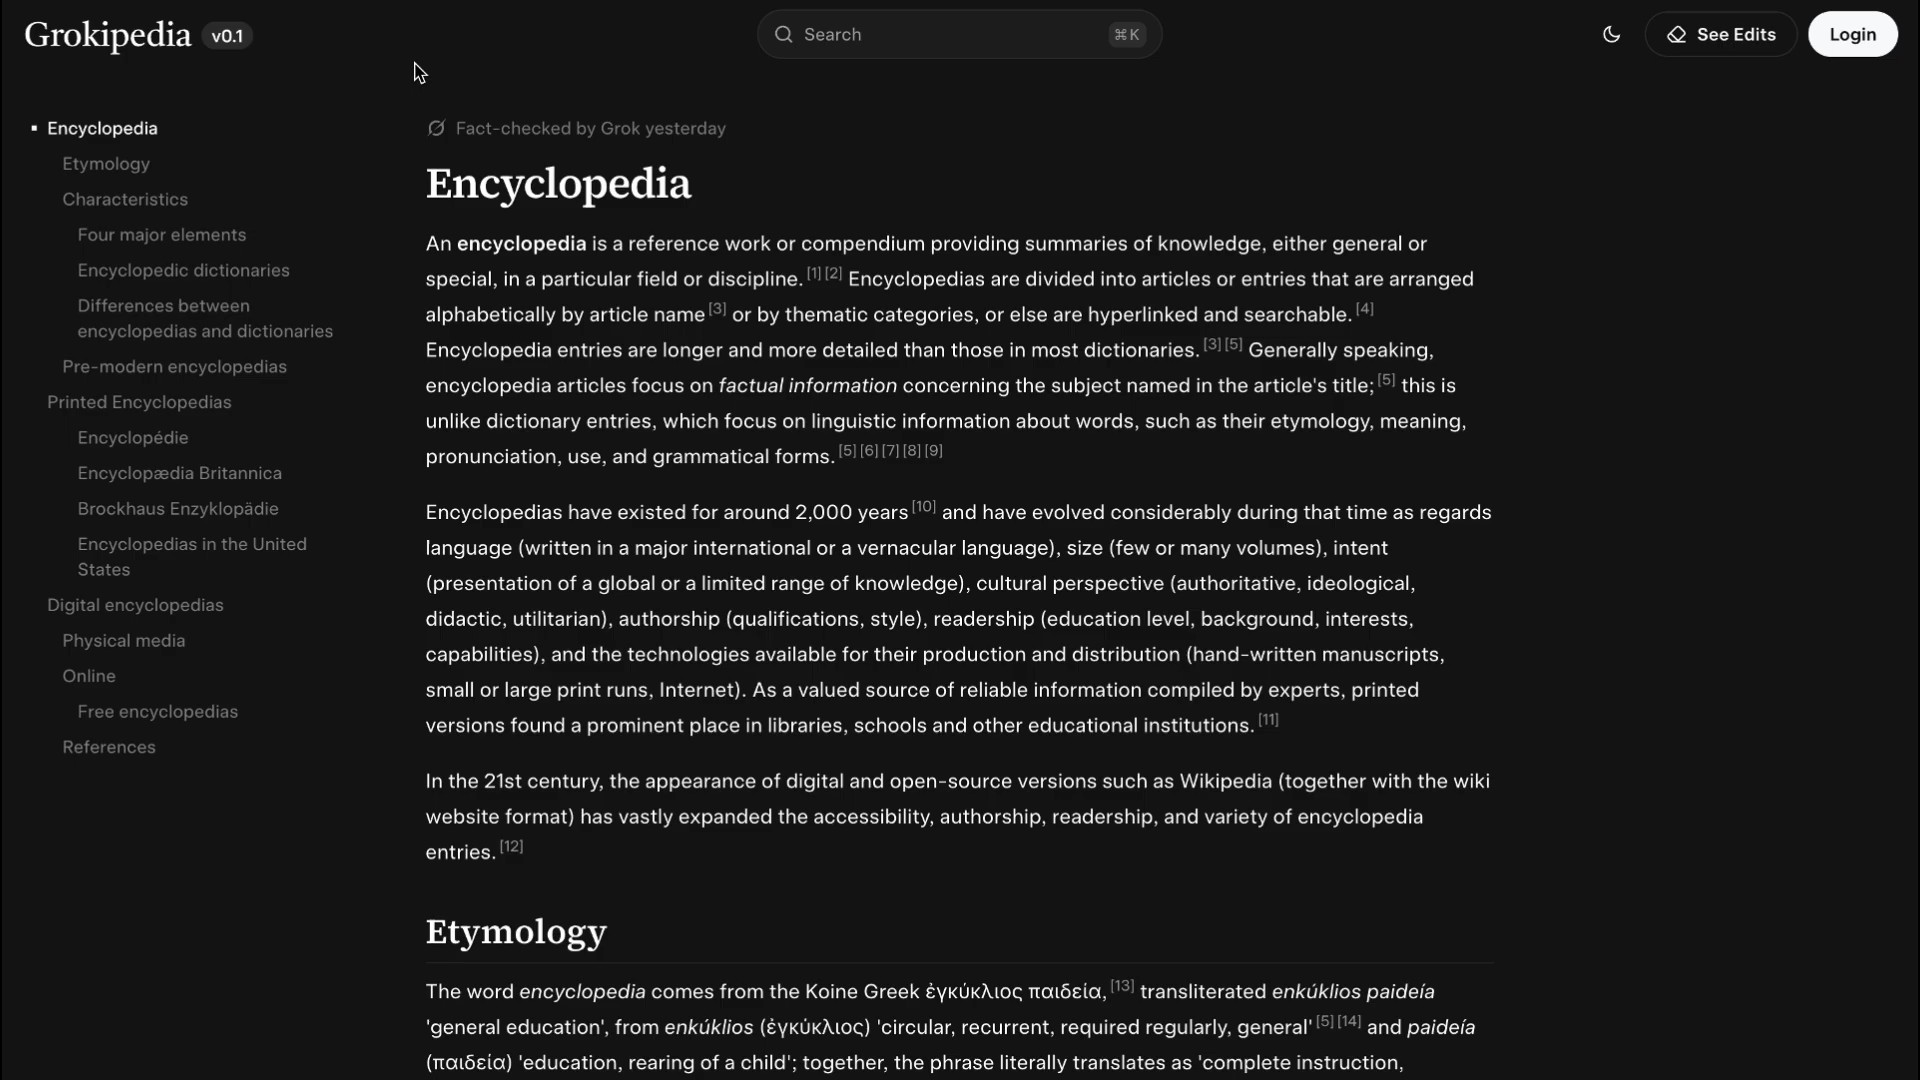 Grokipedia v0.1
Search
⌘K
See Edits
Login
Encyclopedia
Etymology
Characteristics
Four major elements
Encyclopedic dictionaries
Differences between
encyclopedias and dictionaries
Pre-modern encyclopedias
Printed Encyclopedias
Encyclopédie
Encyclopædia Britannica
Brockhaus Enzyklopädie
Encyclopedias in the United
States
Digital encyclopedias
Physical media
Online
Free encyclopedias
References
Fact-checked by Grok yesterday
Encyclopedia
An encyclopedia is a reference work or compendium providing summaries of knowledge, either general or
special, in a particular field or discipline.[1][2] Encyclopedias are divided into articles or entries that are arranged
alphabetically by article name[3] or by thematic categories, or else are hyperlinked and searchable.[4]
Encyclopedia entries are longer and more detailed than those in most dictionaries.[3][5] Generally speaking,
encyclopedia articles focus on factual information concerning the subject named in the article's title;[5] this is
unlike dictionary entries, which focus on linguistic information about words, such as their etymology, meaning,
pronunciation, use, and grammatical forms.[5][6][7][8][9]
Encyclopedias have existed for around 2,000 years[10] and have evolved considerably during that time as regards
language (written in a major international or a vernacular language), size (few or many volumes), intent
(presentation of a global or a limited range of knowledge), cultural perspective (authoritative, ideological,
didactic, utilitarian), authorship (qualifications, style), readership (education level, background, interests,
capabilities), and the technologies available for their production and distribution (hand-written manuscripts,
small or large print runs, Internet). As a valued source of reliable information compiled by experts, printed
versions found a prominent place in libraries, schools and other educational institutions.[11]
In the 21st century, the appearance of digital and open-source versions such as Wikipedia (together with the wiki
website format) has vastly expanded the accessibility, authorship, readership, and variety of encyclopedia
entries.[12]
Etymology
The word encyclopedia comes from the Koine Greek ἐγκύκλιος παιδεία,[13] transliterated enkúklios paideía
'general education', from enkúklios (ἐγκύκλιος) 'circular, recurrent, required regularly, general'[5][14] and paideía
(παιδεία) 'education, rearing of a child'; together, the phrase literally translates as 'complete instruction,